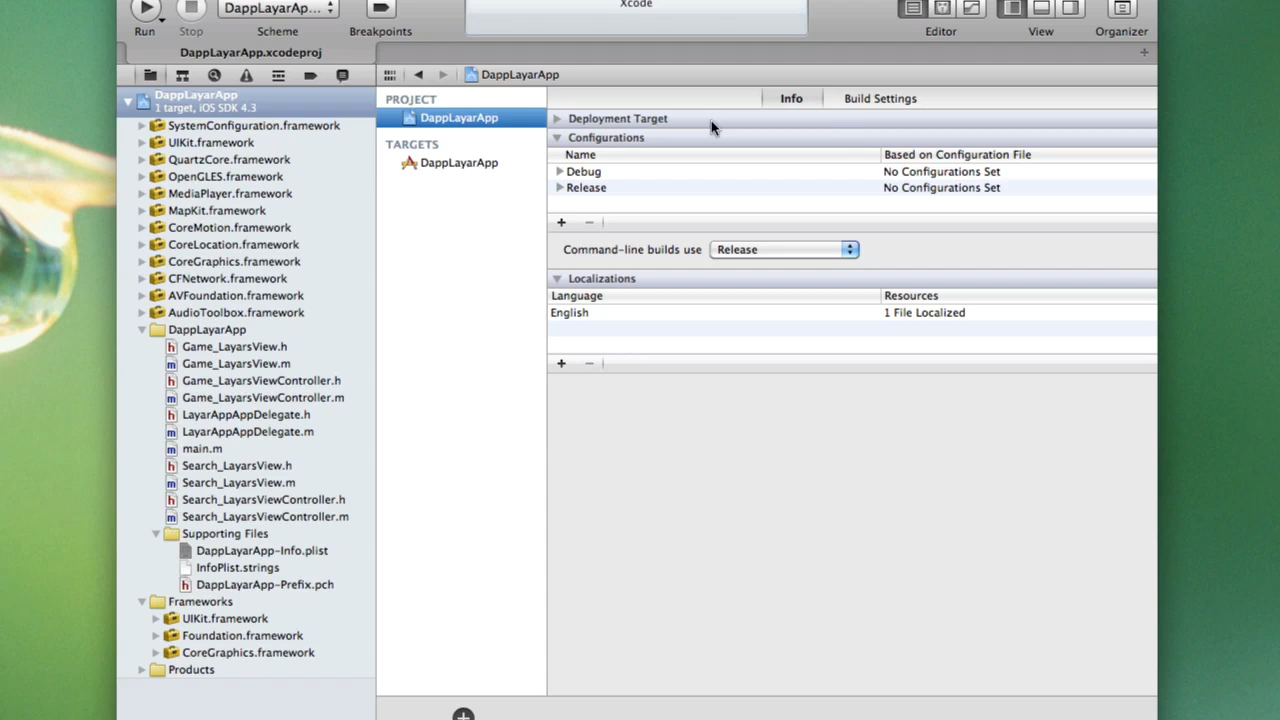 Xcode
DappLayarAp...
Run
Stop
Scheme
Breakpoints
Editor
View
Organizer
DappLayarApp.xcodeproj
DappLayarApp
DappLayarApp
1 target, iOS SDK 4.3
SystemConfiguration.framework
UIKit.framework
QuartzCore.framework
OpenGLES.framework
MediaPlayer.framework
MapKit.framework
CoreMotion.framework
CoreLocation.framework
CoreGraphics.framework
CFNetwork.framework
AVFoundation.framework
AudioToolbox.framework
DappLayarApp
Game_LayarsView.h
Game_LayarsView.m
Game_LayarsViewController.h
Game_LayarsViewController.m
LayarAppAppDelegate.h
LayarAppAppDelegate.m
main.m
Search_LayarsView.h
Search_LayarsView.m
Search_LayarsViewController.h
Search_LayarsViewController.m
Supporting Files
DappLayarApp-Info.plist
InfoPlist.strings
DappLayarApp-Prefix.pch
Frameworks
UIKit.framework
Foundation.framework
CoreGraphics.framework
Products
PROJECT
DappLayarApp
TARGETS
DappLayarApp
Info
Build Settings
Deployment Target
Configurations
Name
Based on Configuration File
Debug
No Configurations Set
Release
No Configurations Set
Command-line builds use
Release
Localizations
Language
Resources
English
1 File Localized